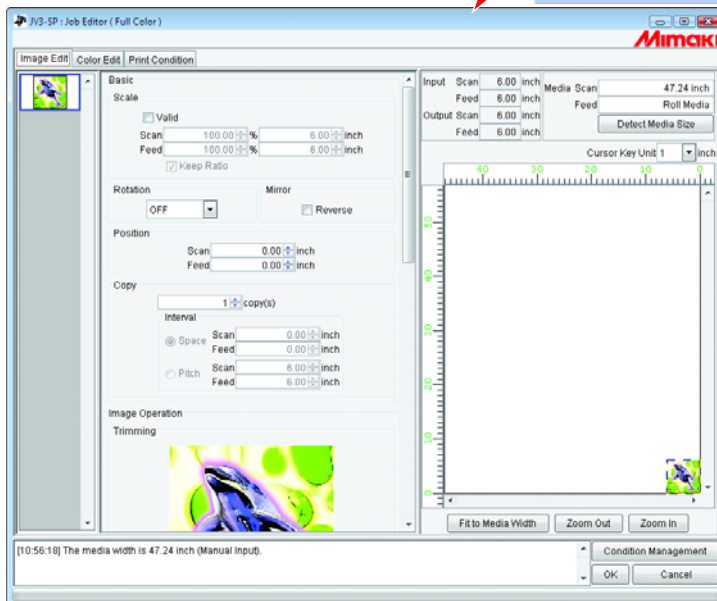 JV3-SP : Job Editor ( Full Color )
Mimaki
Image Edit Color Edit Print Condition
Basic
Scale
Valid
Scan 100.00 % 6.00 inch
Feed 100.00 % 6.00 inch
Keep Ratio
Rotation Mirror
OFF Reverse
Position
Scan 0.00 inch
Feed 0.00 inch
Copy
1 copy(s)
Interval
Space Scan 0.00 inch
Feed 0.00 inch
Pitch Scan 6.00 inch
Feed 6.00 inch
Image Operation
Trimming
Input Scan 6.00 inch
Feed 6.00 inch
Output Scan 6.00 inch
Feed 6.00 inch
Media Scan 47.24 inch
Feed Roll Media
Detect Media Size
Cursor Key Unit 1 inch
40 30 20 10 0
50
40
30
20
10
0
Fit to Media Width Zoom Out Zoom In
[10:56:18] The media width is 47.24 inch (Manual Input).
Condition Management
OK Cancel